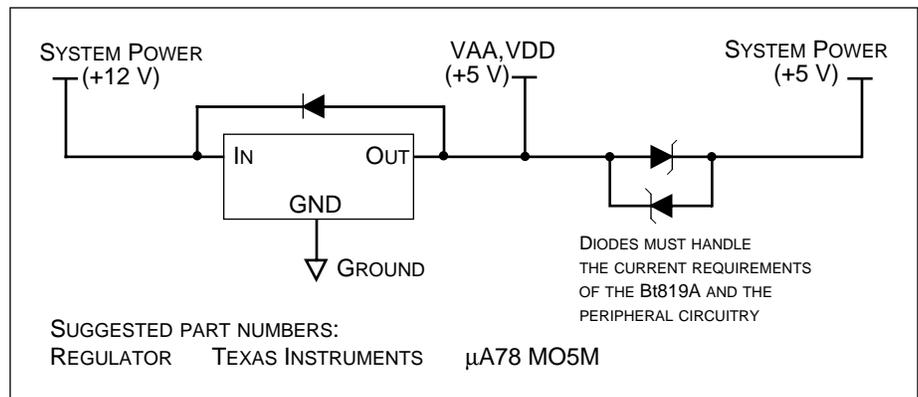 SYSTEM POWER
(+12 V)
VAA,VDD
(+5 V)
SYSTEM POWER
(+5 V)
IN
OUT
GND
GROUND
DIODES MUST HANDLE
THE CURRENT REQUIREMENTS
OF THE Bt819A AND THE
PERIPHERAL CIRCUITRY
SUGGESTED PART NUMBERS:
REGULATOR TEXAS INSTRUMENTS μA78 MO5M